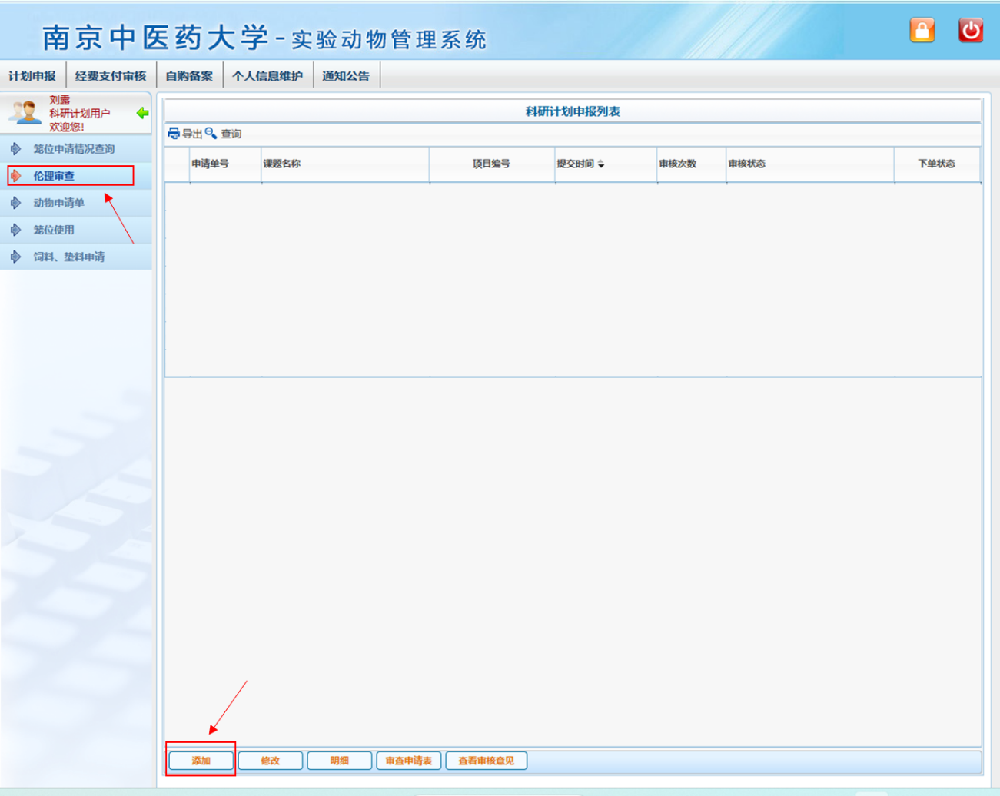 南京中医药大学-实验动物管理系统
计划申报 经费支付审核 自购备案 个人信息维护 通知公告
刘露
科研计划用户
欢迎您!
笼位申请情况查询
伦理审查
动物申请单
笼位使用
饲料、垫料申请
科研计划申报列表
导出 查询
申请单号 课题名称 项目编号 提交时间 审核次数 审核状态 下单状态
添加 修改 明细 审查申请表 查看审核意见